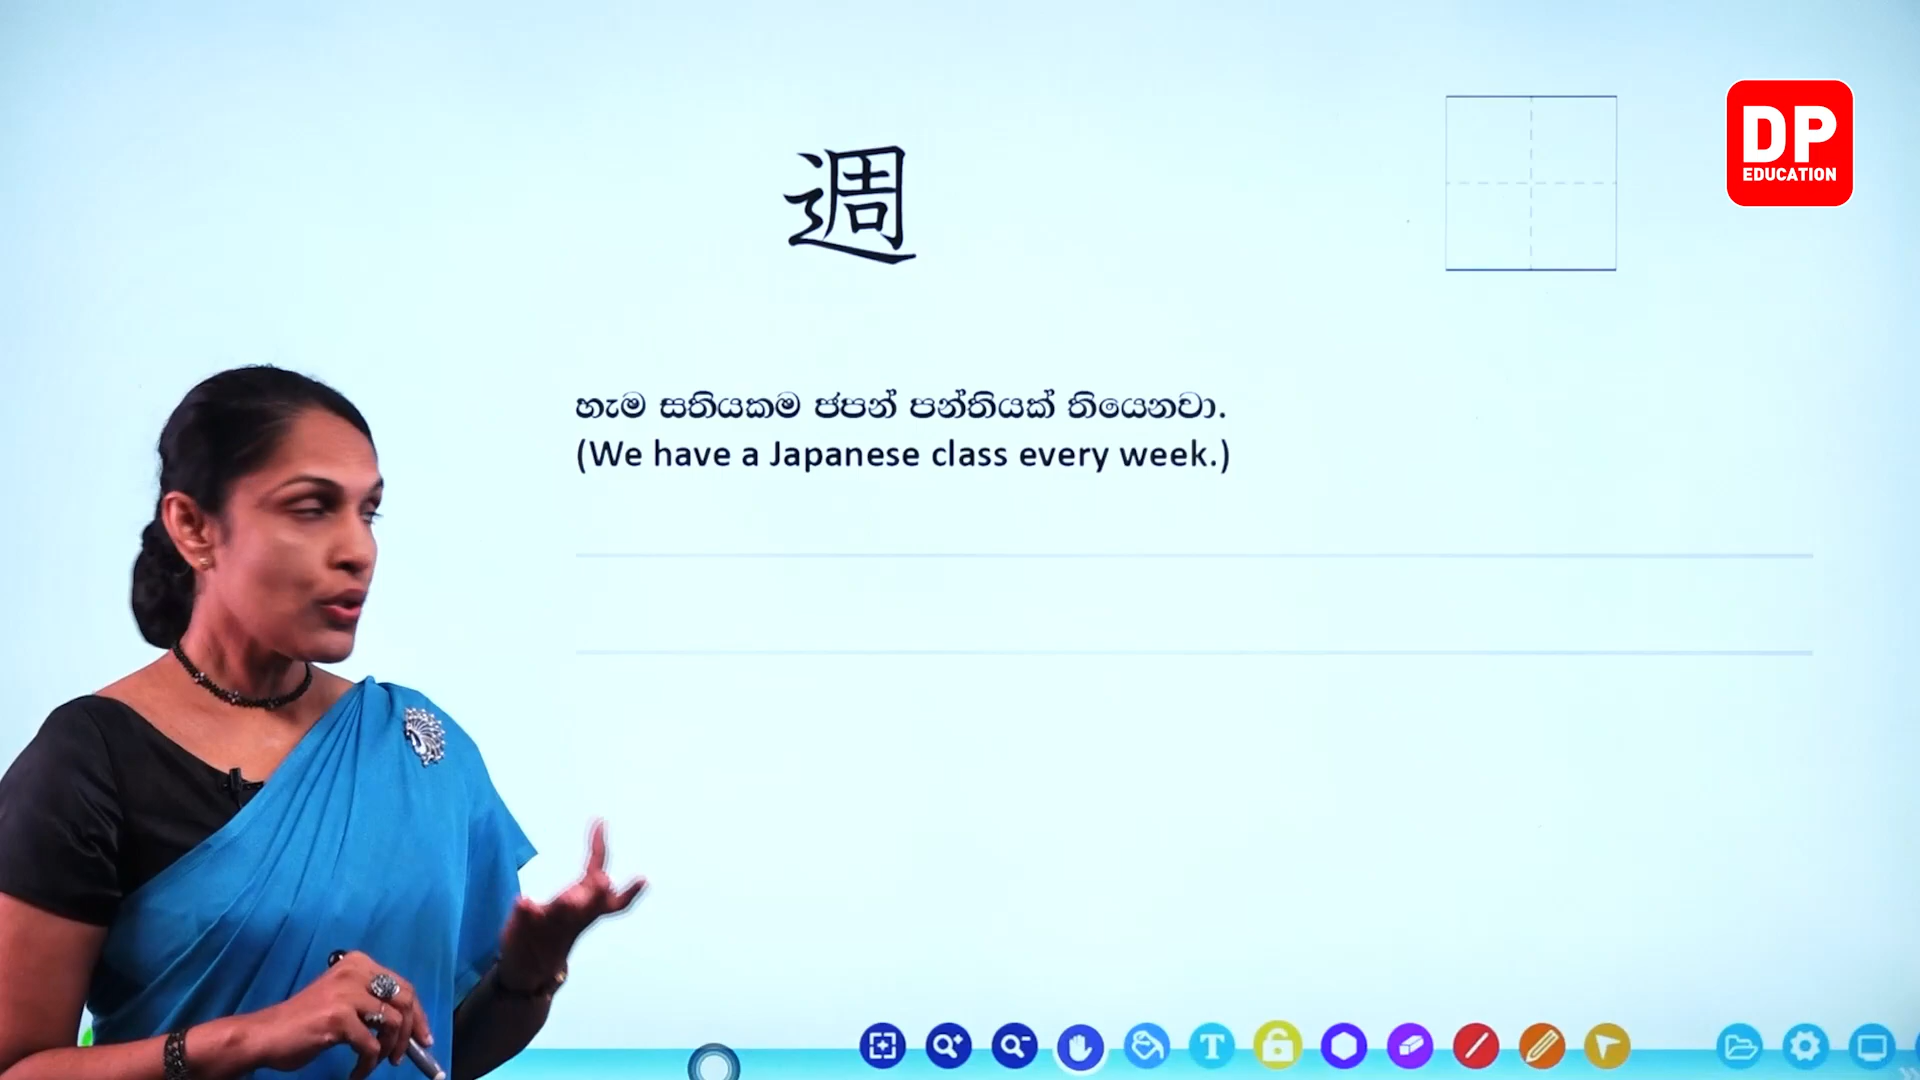 週
DP
EDUCATION
හැම සතියකම ජපන් පන්තියක් තියෙනවා.
(We have a Japanese class every week.)
T